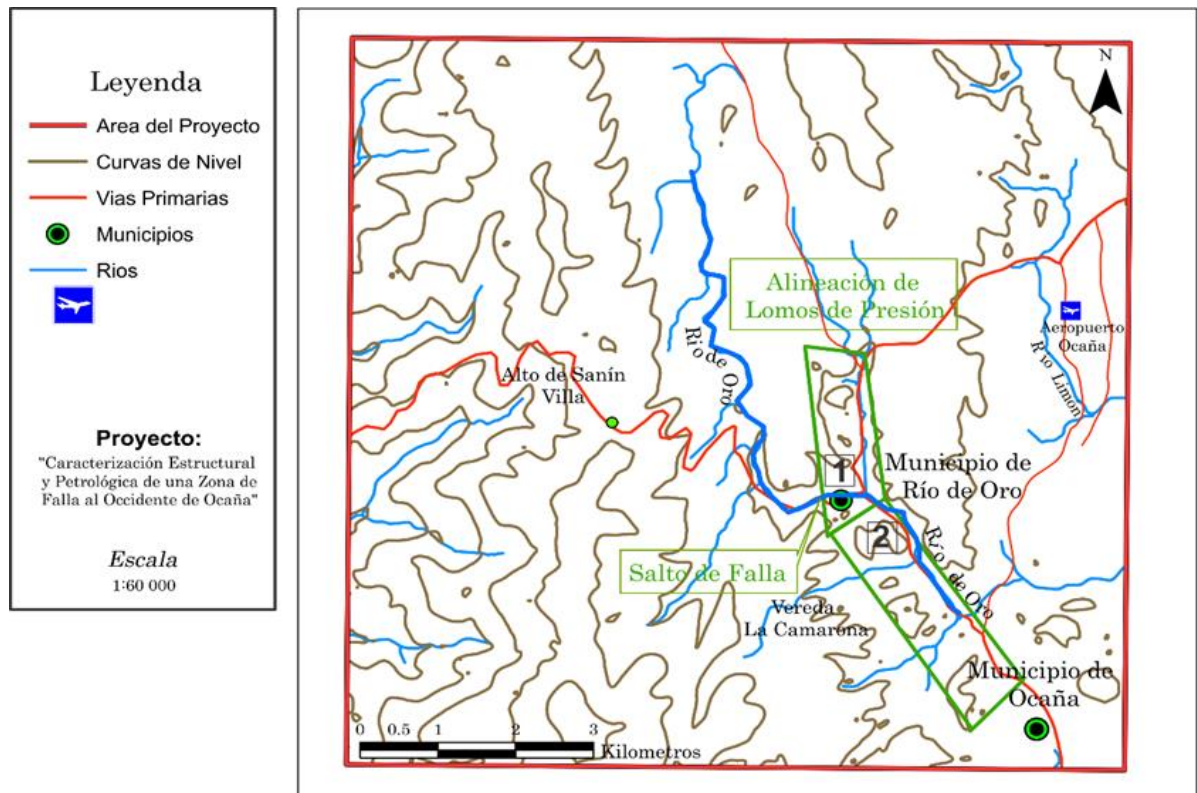 Leyenda
Area del Proyecto
Curvas de Nivel
Vias Primarias
Municipios
Rios
Proyecto:
"Caracterización Estructural
y Petrológica de una Zona de
Falla al Occidente de Ocaña"
Escala
1:60 000
N
Alineación de
Lomos de Presión
Aeropuerto
Ocaña
Río de Oro
Rio Limon
Alto de Sanín
Villa
1
Municipio de
Río de Oro
2
Salto de Falla
Río de Oro
Vereda
La Camarona
Municipio de
Ocaña
0 0.5 1 2 3
Kilometros